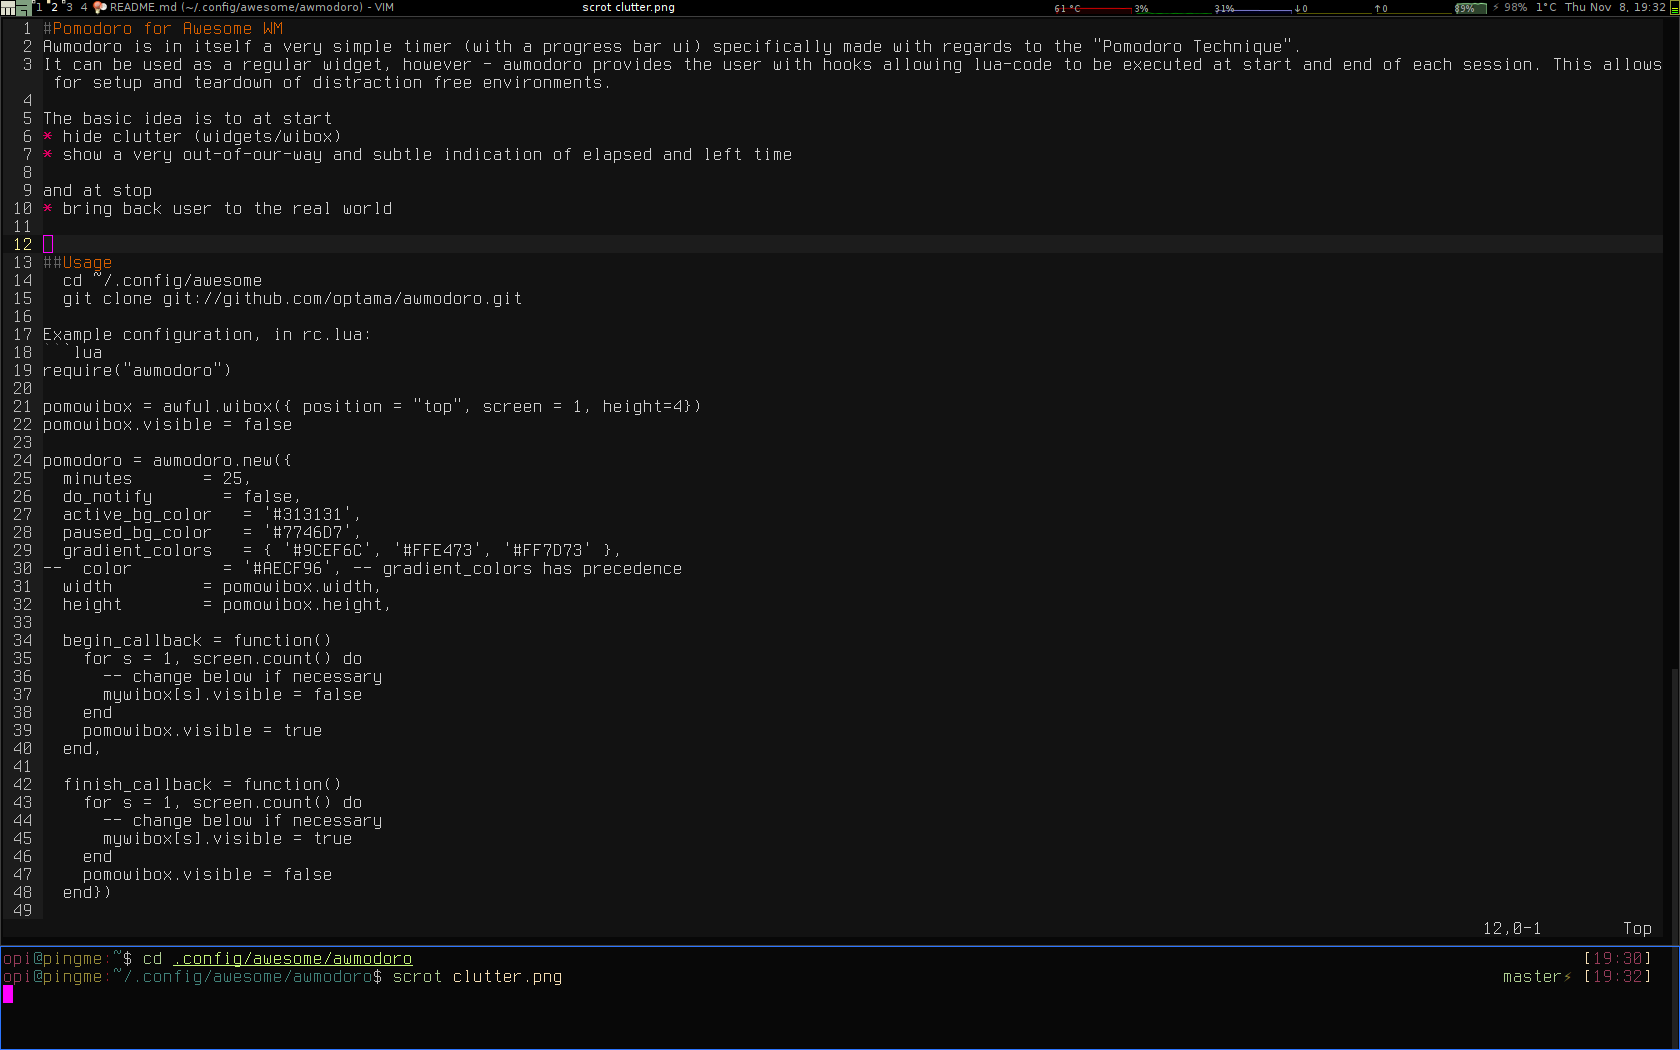 1 2 3 4 README.md (~/.config/awesome/awmodoro) - VIM scrot clutter.png 61 °C 3% 31% ↓0 ↑0 89% ⚡ 98% 1°C Thu Nov 8, 19:32
1 #Pomodoro for Awesome WM
2 Awmodoro is in itself a very simple timer (with a progress bar ui) specifically made with regards to the "Pomodoro Technique".
3 It can be used as a regular widget, however - awmodoro provides the user with hooks allowing lua-code to be executed at start and end of each session. This allows
for setup and teardown of distraction free environments.
4
5 The basic idea is to at start
6 * hide clutter (widgets/wibox)
7 * show a very out-of-our-way and subtle indication of elapsed and left time
8
9 and at stop
10 * bring back user to the real world
11
12
13 ##Usage
14   cd ~/.config/awesome
15   git clone git://github.com/optama/awmodoro.git
16
17 Example configuration, in rc.lua:
18 ```lua
19 require("awmodoro")
20
21 pomowibox = awful.wibox({ position = "top", screen = 1, height=4})
22 pomowibox.visible = false
23
24 pomodoro = awmodoro.new({
25   minutes       = 25,
26   do_notify       = false,
27   active_bg_color   = '#313131',
28   paused_bg_color   = '#7746D7',
29   gradient_colors   = { '#9CEF6C', '#FFE473', '#FF7D73' },
30 --  color         = '#AECF96', -- gradient_colors has precedence
31   width         = pomowibox.width,
32   height        = pomowibox.height,
33
34   begin_callback = function()
35     for s = 1, screen.count() do
36       -- change below if necessary
37       mywibox[s].visible = false
38     end
39     pomowibox.visible = true
40   end,
41
42   finish_callback = function()
43     for s = 1, screen.count() do
44       -- change below if necessary
45       mywibox[s].visible = true
46     end
47     pomowibox.visible = false
48   end})
49
12,0-1 Top
opi@pingme:~$ cd .config/awesome/awmodoro [19:30]
opi@pingme:~/.config/awesome/awmodoro$ scrot clutter.png master⚡ [19:32]